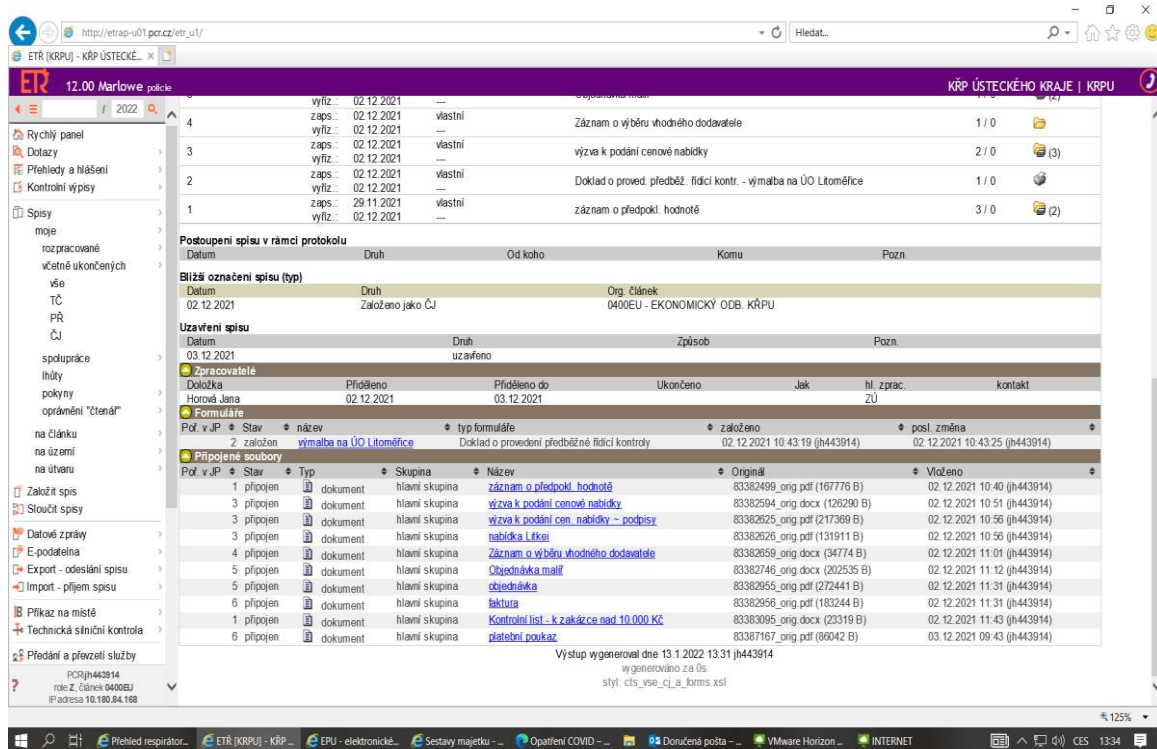 http://etrap-u01.pcr.cz/etr_u1/
Hledat...
ETŘ [KRPU] - KŘP ÚSTECKÉ...
ETŘ 12.00 Marlowe policie
KŘP ÚSTECKÉHO KRAJE | KRPU
/ 2022
Rychlý panel
Dotazy
Přehledy a hlášení
Kontrolní výpisy
Spisy
moje
rozpracované
včetně ukončených
vše
TČ
PŘ
ČJ
spolupráce
lhůty
pokyny
oprávnění "čtenář"
na článku
na území
na útvaru
Založit spis
Sloučit spisy
Datové zprávy
E-podatelna
Export - odeslání spisu
Import - příjem spisu
Příkaz na místě
Technická silniční kontrola
Předání a převzetí služby
PCR\jh443914
role Z, článek 0400EU
IP adresa 10.180.84.168
vyříz.: 02.12.2021 ---
(2)
4 zaps.: 02.12.2021 vlastní Záznam o výběru vhodného dodavatele 1 / 0
vyříz.: 02.12.2021 ---
3 zaps.: 02.12.2021 vlastní výzva k podání cenové nabídky 2 / 0 (3)
vyříz.: 02.12.2021 ---
2 zaps.: 02.12.2021 vlastní Doklad o proved. předběž. řídicí kontr. - výmalba na ÚO Litoměřice 1 / 0
vyříz.: 02.12.2021 ---
1 zaps.: 29.11.2021 vlastní záznam o předpokl. hodnotě 3 / 0 (2)
vyříz.: 02.12.2021 ---
Postoupení spisu v rámci protokolu
Datum Druh Od koho Komu Pozn.
Bližší označení spisu (typ)
Datum Druh Org. článek
02.12.2021 Založeno jako ČJ 0400EU - EKONOMICKÝ ODB. KŘPU
Uzavření spisu
Datum Druh Způsob Pozn.
03.12.2021 uzavřeno
Zpracovatelé
Doložka Přiděleno Přiděleno do Ukončeno Jak hl. zprac. kontakt
Horová Jana 02.12.2021 03.12.2021 ZÚ
Formuláře
Poř. v JP Stav název typ formuláře založeno posl. změna
2 založen výmalba na ÚO Litoměřice Doklad o provedení předběžné řídicí kontroly 02.12.2021 10:43:19 (jh443914) 02.12.2021 10:43:25 (jh443914)
Připojené soubory
Poř. v JP Stav Typ Skupina Název Originál Vloženo
1 připojen dokument hlavní skupina záznam o předpokl. hodnotě 83382499_orig.pdf (167776 B) 02.12.2021 10:40 (jh443914)
3 připojen dokument hlavní skupina výzva k podání cenové nabídky 83382594_orig.docx (126290 B) 02.12.2021 10:51 (jh443914)
3 připojen dokument hlavní skupina výzva k podání cen. nabídky ~ podpisy 83382625_orig.pdf (217369 B) 02.12.2021 10:56 (jh443914)
3 připojen dokument hlavní skupina nabídka Litkei 83382626_orig.pdf (131911 B) 02.12.2021 10:56 (jh443914)
4 připojen dokument hlavní skupina Záznam o výběru vhodného dodavatele 83382659_orig.docx (34774 B) 02.12.2021 11:01 (jh443914)
5 připojen dokument hlavní skupina Objednávka malíř 83382746_orig.docx (202535 B) 02.12.2021 11:12 (jh443914)
5 připojen dokument hlavní skupina objednávka 83382955_orig.pdf (272441 B) 02.12.2021 11:31 (jh443914)
6 připojen dokument hlavní skupina faktura 83382956_orig.pdf (183244 B) 02.12.2021 11:31 (jh443914)
1 připojen dokument hlavní skupina Kontrolní list - k zakázce nad 10.000 Kč 83383095_orig.docx (23319 B) 02.12.2021 11:43 (jh443914)
6 připojen dokument hlavní skupina platební poukaz 83387167_orig.pdf (86042 B) 03.12.2021 09:43 (jh443914)
Výstup vygeneroval dne 13.1.2022 13:31 jh443914
vygenerováno za 0s
styl: cts_vse_cj_a_forms.xsl
125%
Přehled respirátor... ETŘ [KRPU] - KŘP ... EPU - elektronické... Sestavy majetku - ... Opatření COVID – ... Doručená pošta – ... VMware Horizon ... INTERNET CES 13:34